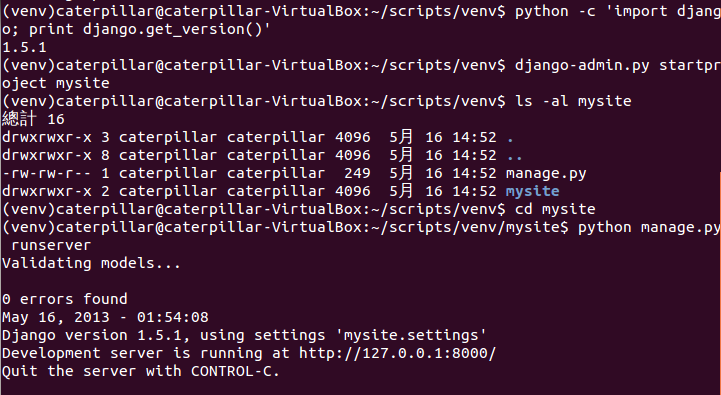 (venv)caterpillar@caterpillar-VirtualBox:~/scripts/venv$ python -c 'import djang
o; print django.get_version()'
1.5.1
(venv)caterpillar@caterpillar-VirtualBox:~/scripts/venv$ django-admin.py startpr
oject mysite
(venv)caterpillar@caterpillar-VirtualBox:~/scripts/venv$ ls -al mysite
總計 16
drwxrwxr-x 3 caterpillar caterpillar 4096  5月 16 14:52 .
drwxrwxr-x 8 caterpillar caterpillar 4096  5月 16 14:52 ..
-rw-rw-r-- 1 caterpillar caterpillar  249  5月 16 14:52 manage.py
drwxrwxr-x 2 caterpillar caterpillar 4096  5月 16 14:52 mysite
(venv)caterpillar@caterpillar-VirtualBox:~/scripts/venv$ cd mysite
(venv)caterpillar@caterpillar-VirtualBox:~/scripts/venv/mysite$ python manage.py
 runserver
Validating models...

0 errors found
May 16, 2013 - 01:54:08
Django version 1.5.1, using settings 'mysite.settings'
Development server is running at http://127.0.0.1:8000/
Quit the server with CONTROL-C.